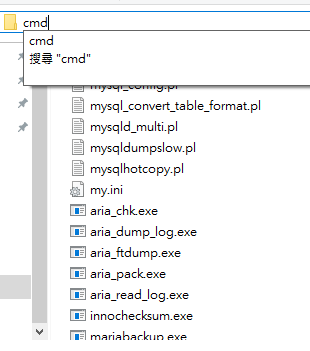 cmd
cmd
搜尋 "cmd"
mysql_config.pl
mysql_convert_table_format.pl
mysqld_multi.pl
mysqldumpslow.pl
mysqlhotcopy.pl
my.ini
aria_chk.exe
aria_dump_log.exe
aria_ftdump.exe
aria_pack.exe
aria_read_log.exe
innochecksum.exe
mariabackup.exe